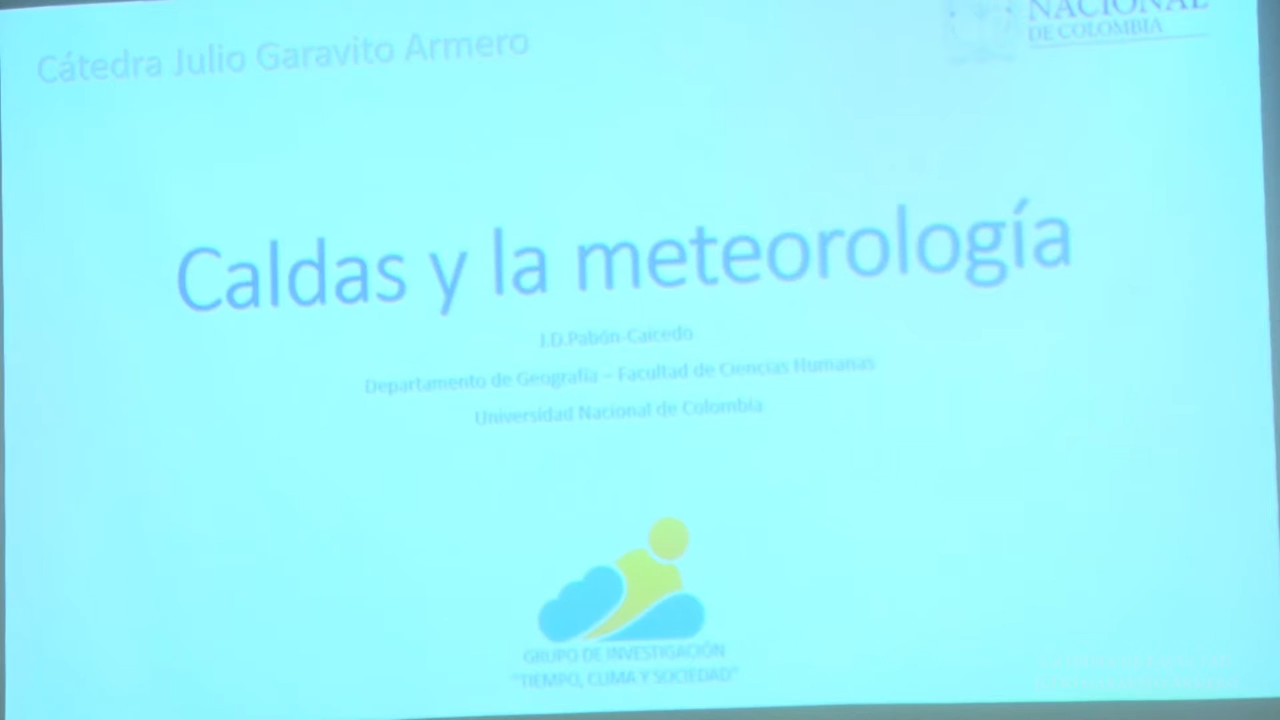 Cátedra Julio Garavito Armero
NACIONAL
DE COLOMBIA
Caldas y la meteorología
J.D.Pabón-Caicedo
Departamento de Geografía – Facultad de Ciencias Humanas
Universidad Nacional de Colombia
GRUPO DE INVESTIGACIÓN
"TIEMPO, CLIMA Y SOCIEDAD"